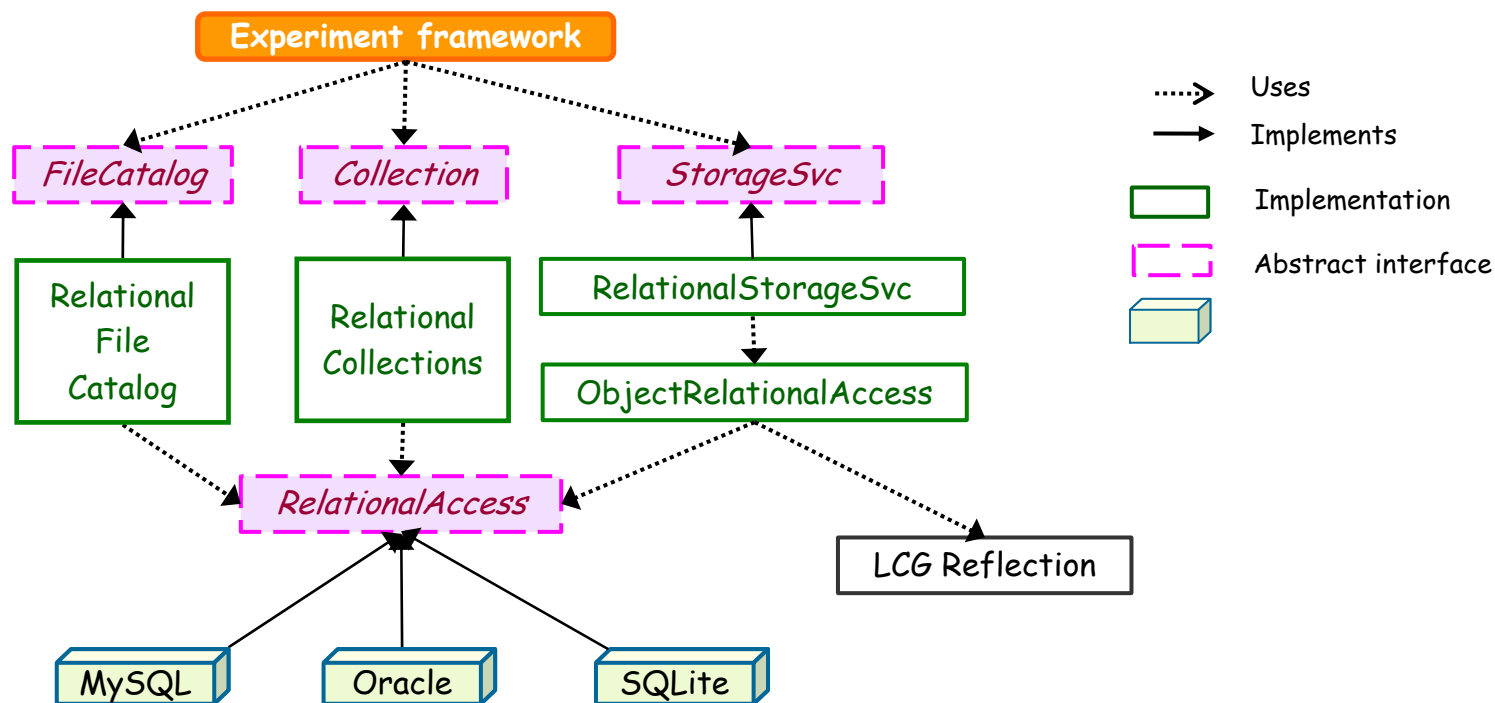 Experiment framework
Uses
Implements
FileCatalog
Collection
StorageSvc
Implementation
Abstract interface
Relational
File
Catalog
Relational
Collections
RelationalStorageSvc
ObjectRelationalAccess
RelationalAccess
LCG Reflection
MySQL
Oracle
SQLite